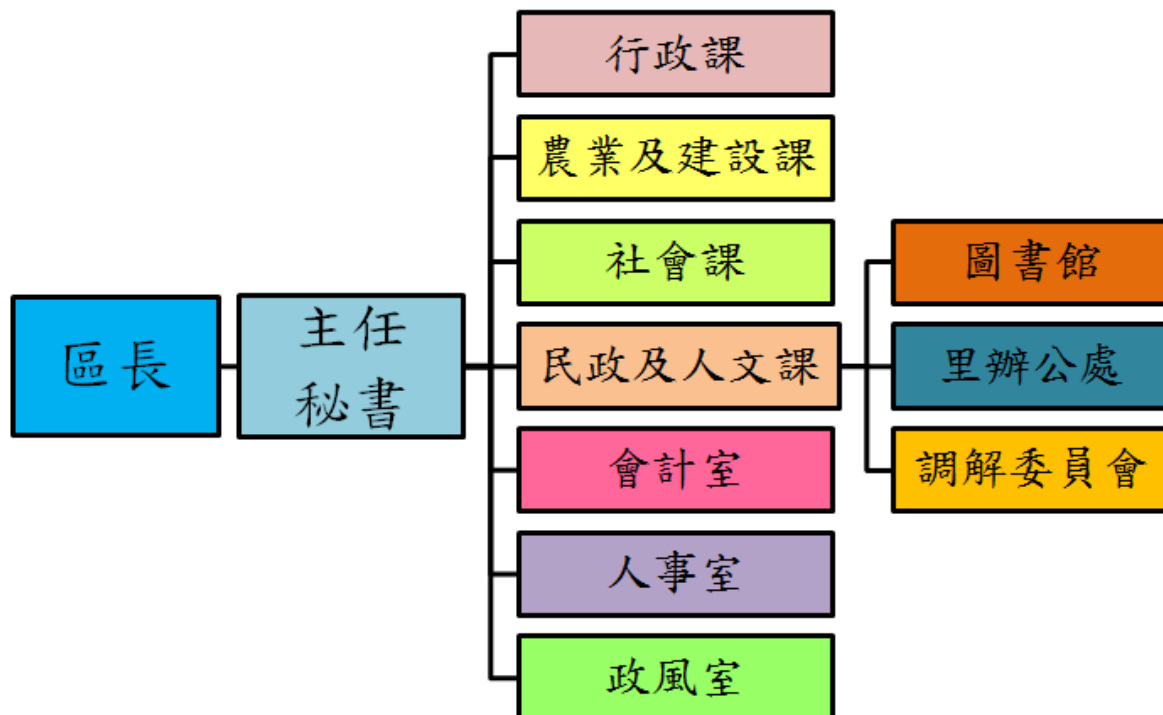 區長
主任
秘書
行政課
農業及建設課
社會課
民政及人文課
會計室
人事室
政風室
圖書館
里辦公處
調解委員會